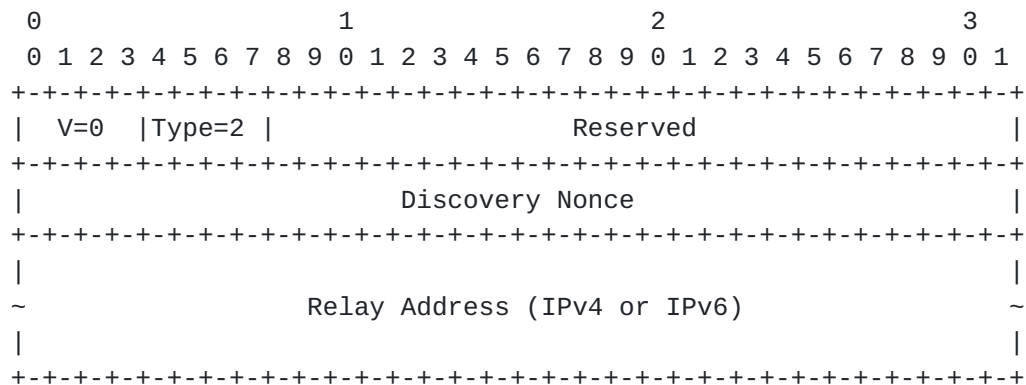 0                   1                   2                   3
 0 1 2 3 4 5 6 7 8 9 0 1 2 3 4 5 6 7 8 9 0 1 2 3 4 5 6 7 8 9 0 1
+-+-+-+-+-+-+-+-+-+-+-+-+-+-+-+-+-+-+-+-+-+-+-+-+-+-+-+-+-+-+-+-+
|  V=0  |Type=2 |                   Reserved                    |
+-+-+-+-+-+-+-+-+-+-+-+-+-+-+-+-+-+-+-+-+-+-+-+-+-+-+-+-+-+-+-+-+
|                        Discovery Nonce                        |
+-+-+-+-+-+-+-+-+-+-+-+-+-+-+-+-+-+-+-+-+-+-+-+-+-+-+-+-+-+-+-+-+
|                                                               |
~                  Relay Address (IPv4 or IPv6)                 ~
|                                                               |
+-+-+-+-+-+-+-+-+-+-+-+-+-+-+-+-+-+-+-+-+-+-+-+-+-+-+-+-+-+-+-+-+